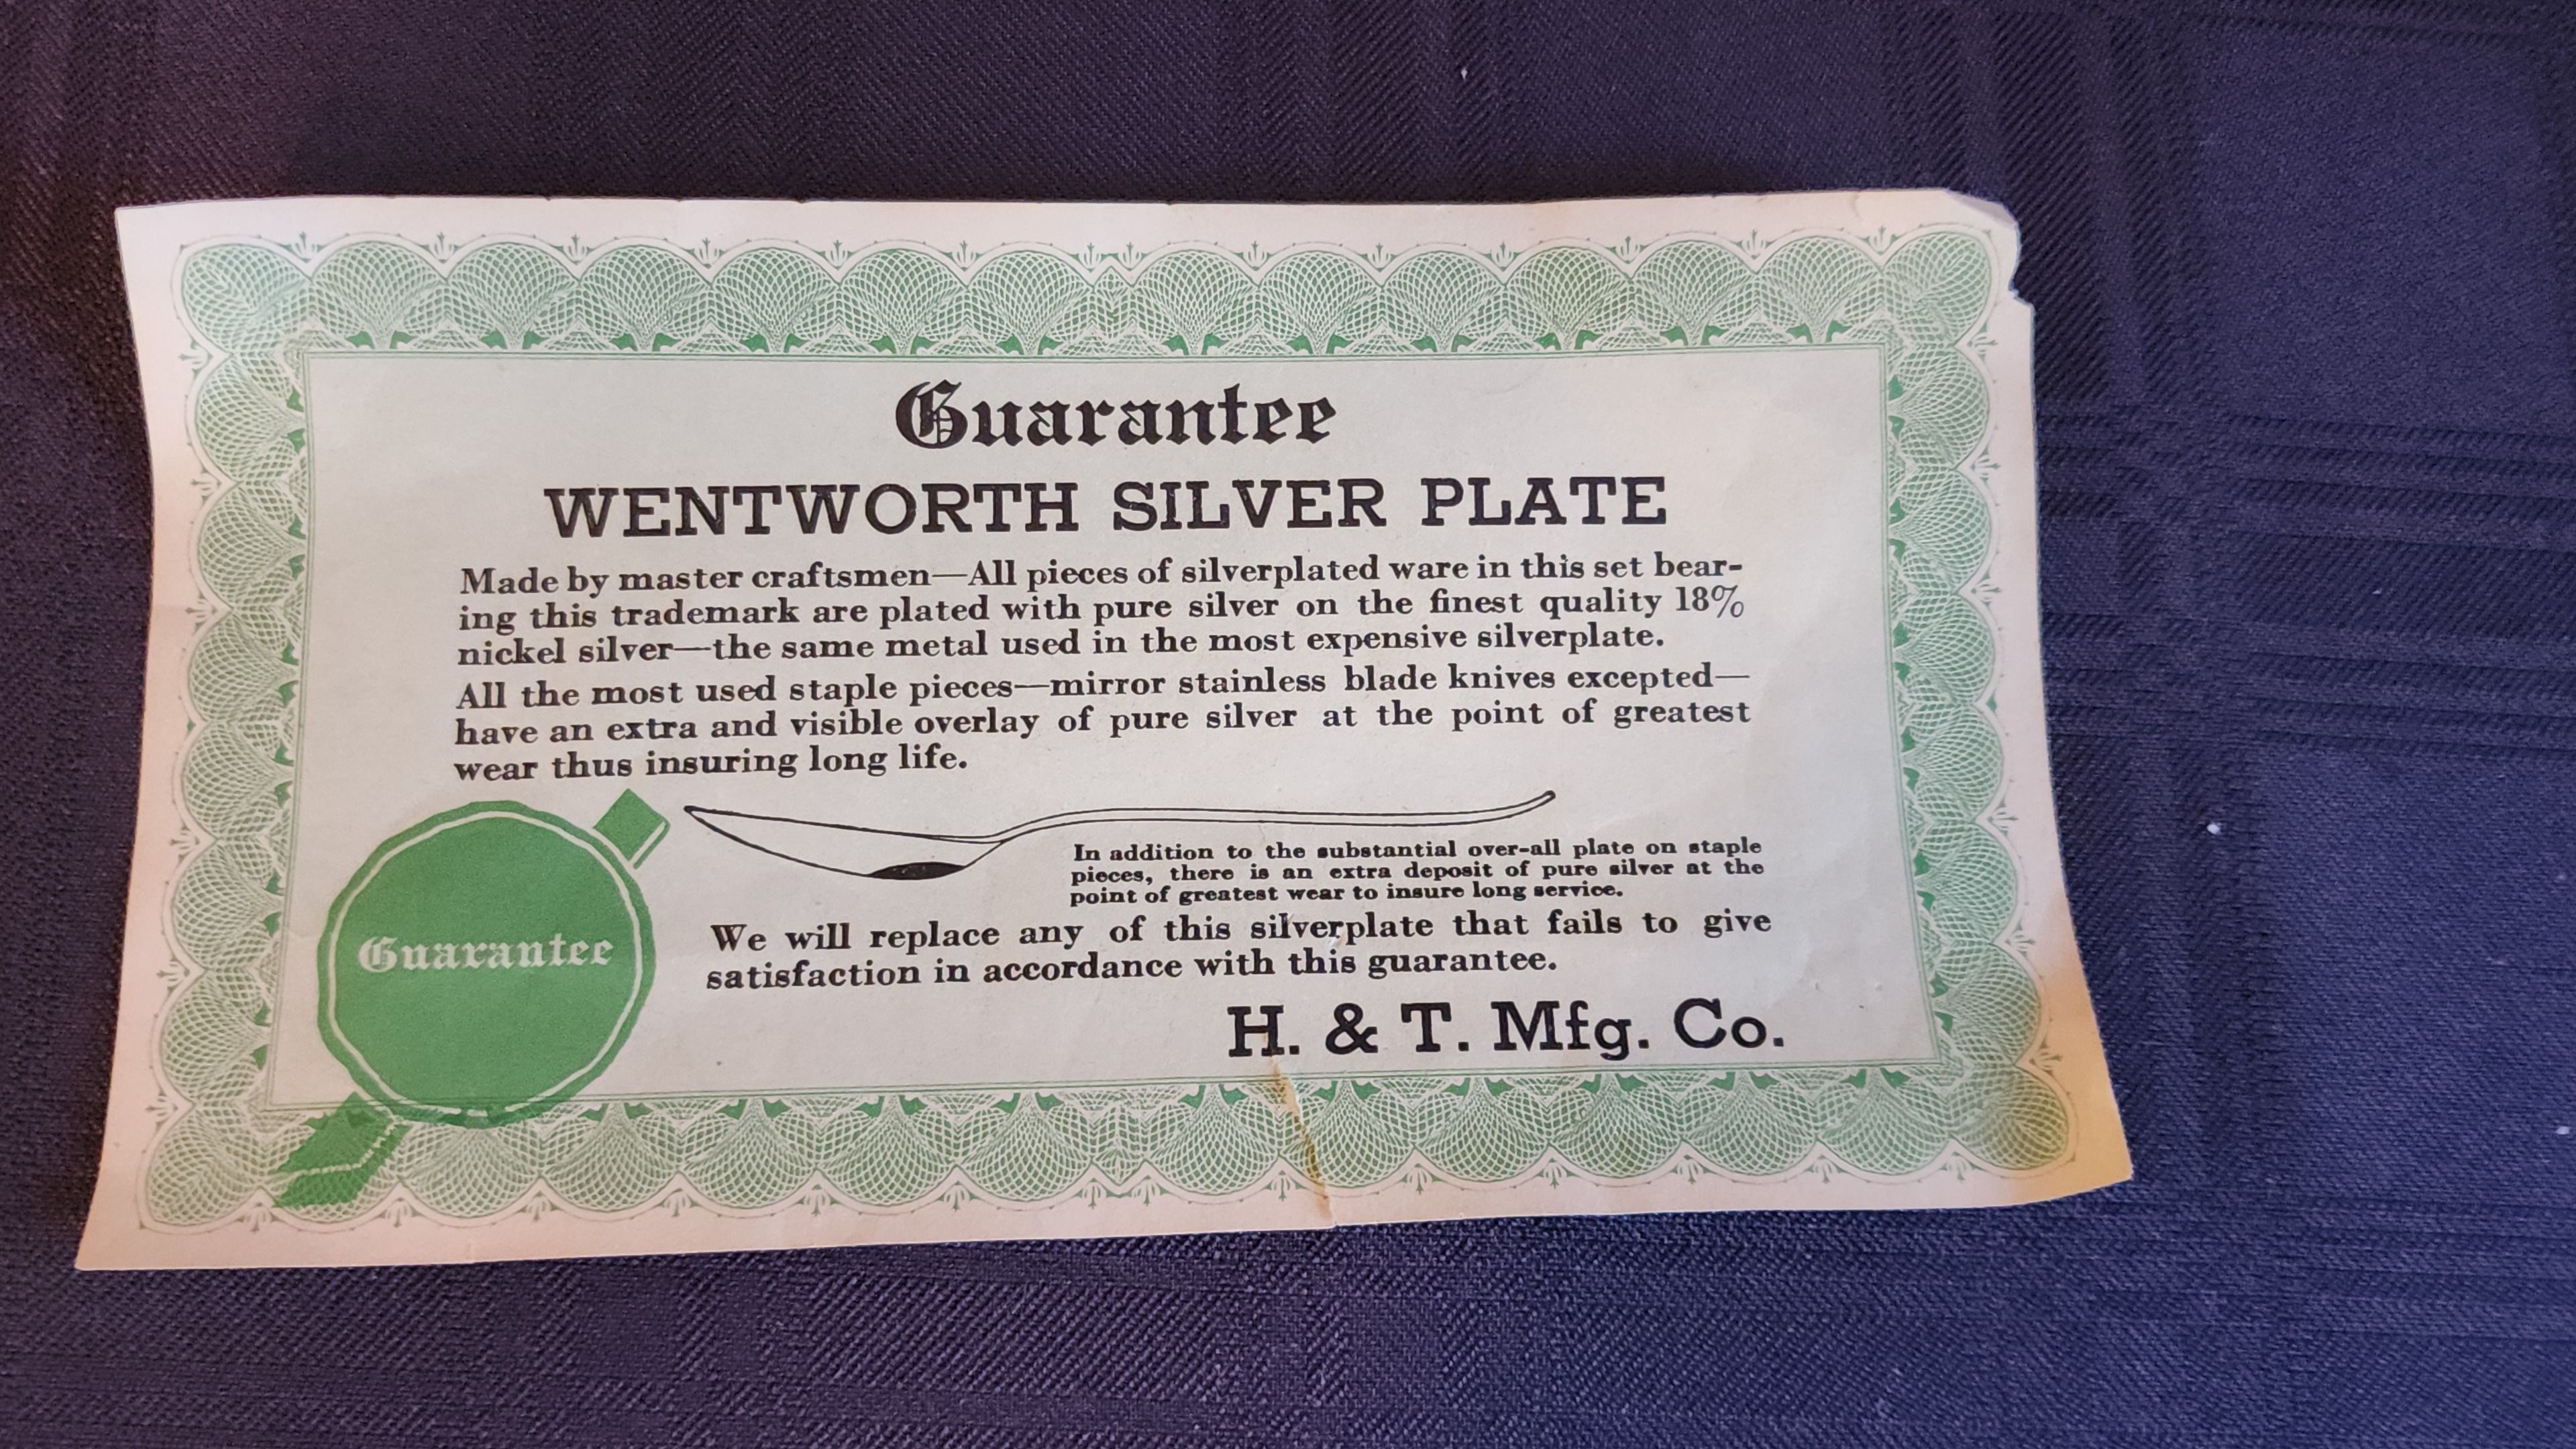 Guarantee
WENTWORTH SILVER PLATE
Made by master craftsmen—All pieces of silverplated ware in this set bear-
ing this trademark are plated with pure silver on the finest quality 18%
nickel silver—the same metal used in the most expensive silverplate.
All the most used staple pieces—mirror stainless blade knives excepted—
have an extra and visible overlay of pure silver at the point of greatest
wear thus insuring long life.
In addition to the substantial over-all plate on staple
pieces, there is an extra deposit of pure silver at the
point of greatest wear to insure long service.
Guarantee
We will replace any of this silverplate that fails to give
satisfaction in accordance with this guarantee.
H. & T. Mfg. Co.